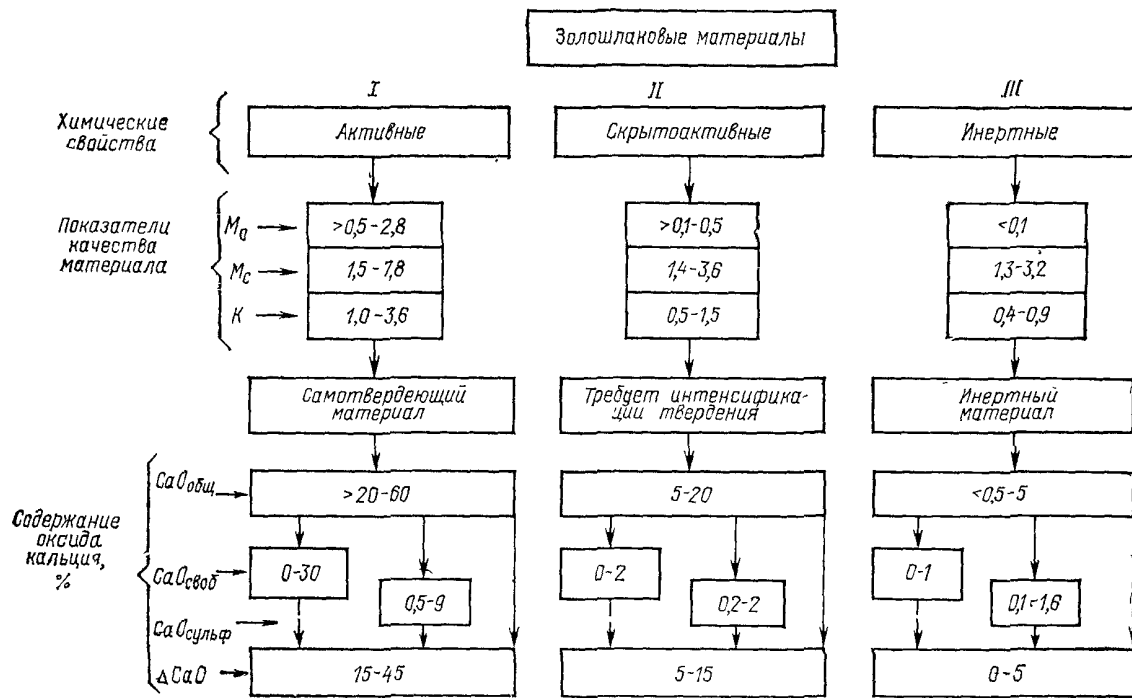 Золошлаковые материалы
I
II
III
Химические
свойства
Активные
Скрытоактивные
Инертные
Показатели
качества
материала
Mₐ
>0,5-2,8
>0,1-0,5
<0,1
M_C
1,5-7,8
1,4-3,6
1,3-3,2
K
1,0-3,6
0,5-1,5
0,4-0,9
Самотвердеющий
материал
Требует интенсифика-
ции твердения
Инертный
материал
Содержание
оксида
кальция,
%
CaOобщ
>20-60
5-20
<0,5-5
CaOсвоб
0-30
0,5-9
0-2
0,2-2
0-1
0,1<1,6
CaOсульф
ΔCaO
15-45
5-15
0-5